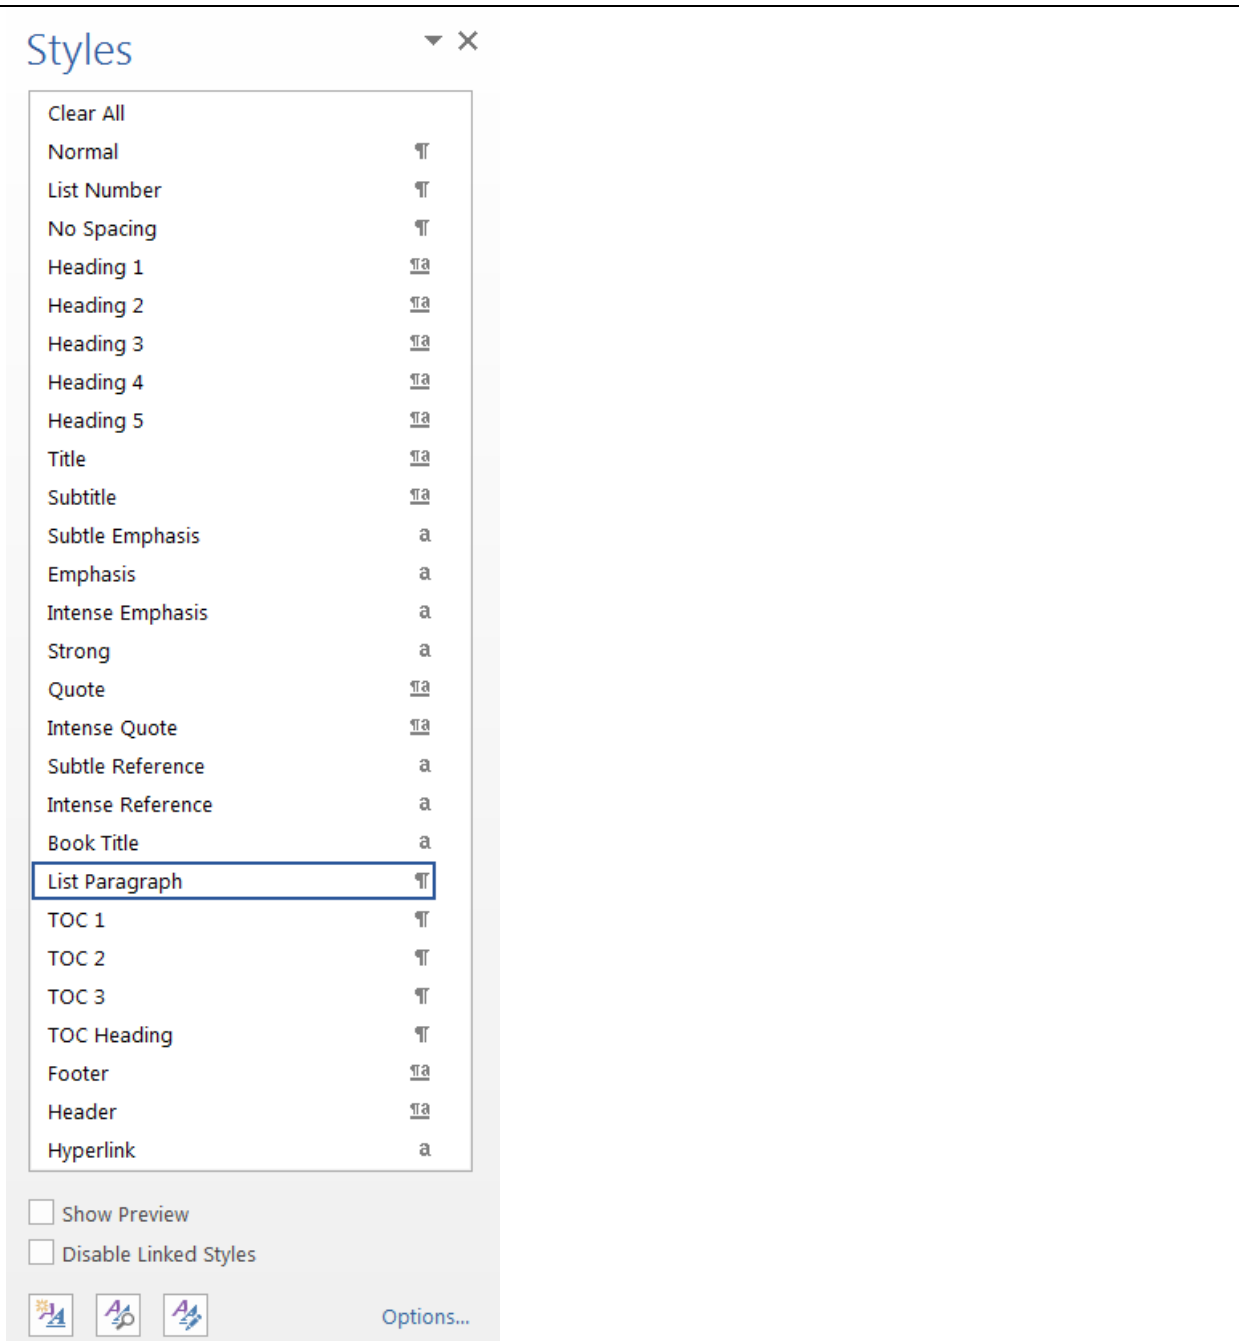 Styles
Clear All
Normal ¶
List Number ¶
No Spacing ¶
Heading 1 ¶a
Heading 2 ¶a
Heading 3 ¶a
Heading 4 ¶a
Heading 5 ¶a
Title ¶a
Subtitle ¶a
Subtle Emphasis a
Emphasis a
Intense Emphasis a
Strong a
Quote ¶a
Intense Quote ¶a
Subtle Reference a
Intense Reference a
Book Title a
List Paragraph ¶
TOC 1 ¶
TOC 2 ¶
TOC 3 ¶
TOC Heading ¶
Footer ¶a
Header ¶a
Hyperlink a
Show Preview
Disable Linked Styles
Options...